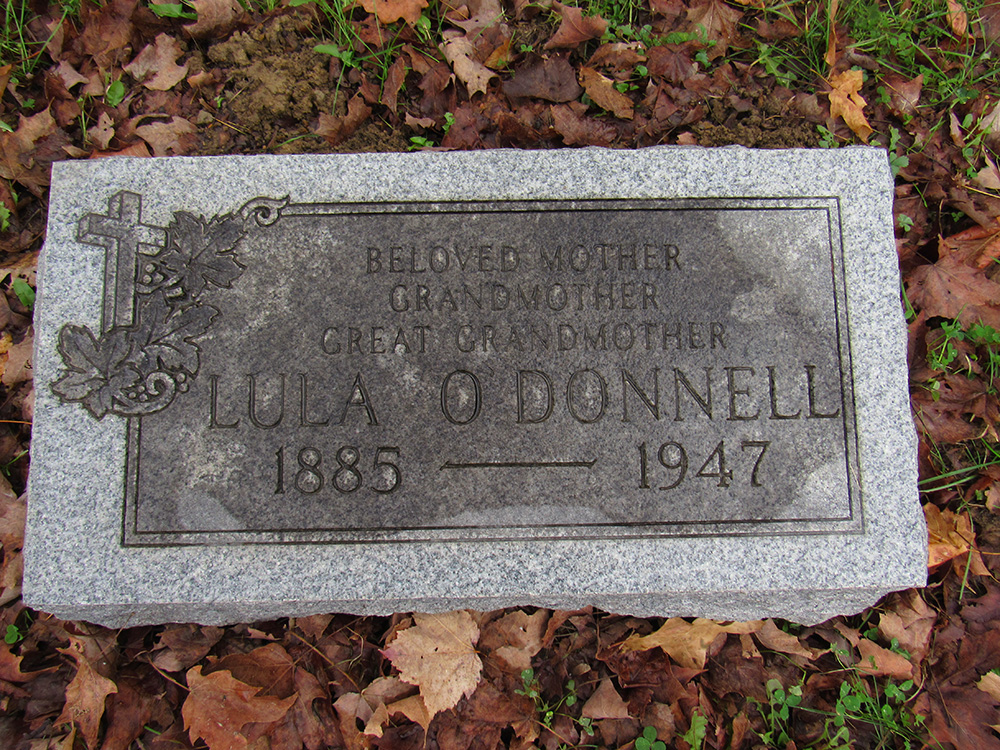 BELOVED MOTHER
GRANDMOTHER
GREAT GRANDMOTHER
LULA O'DONNELL
1885 — 1947